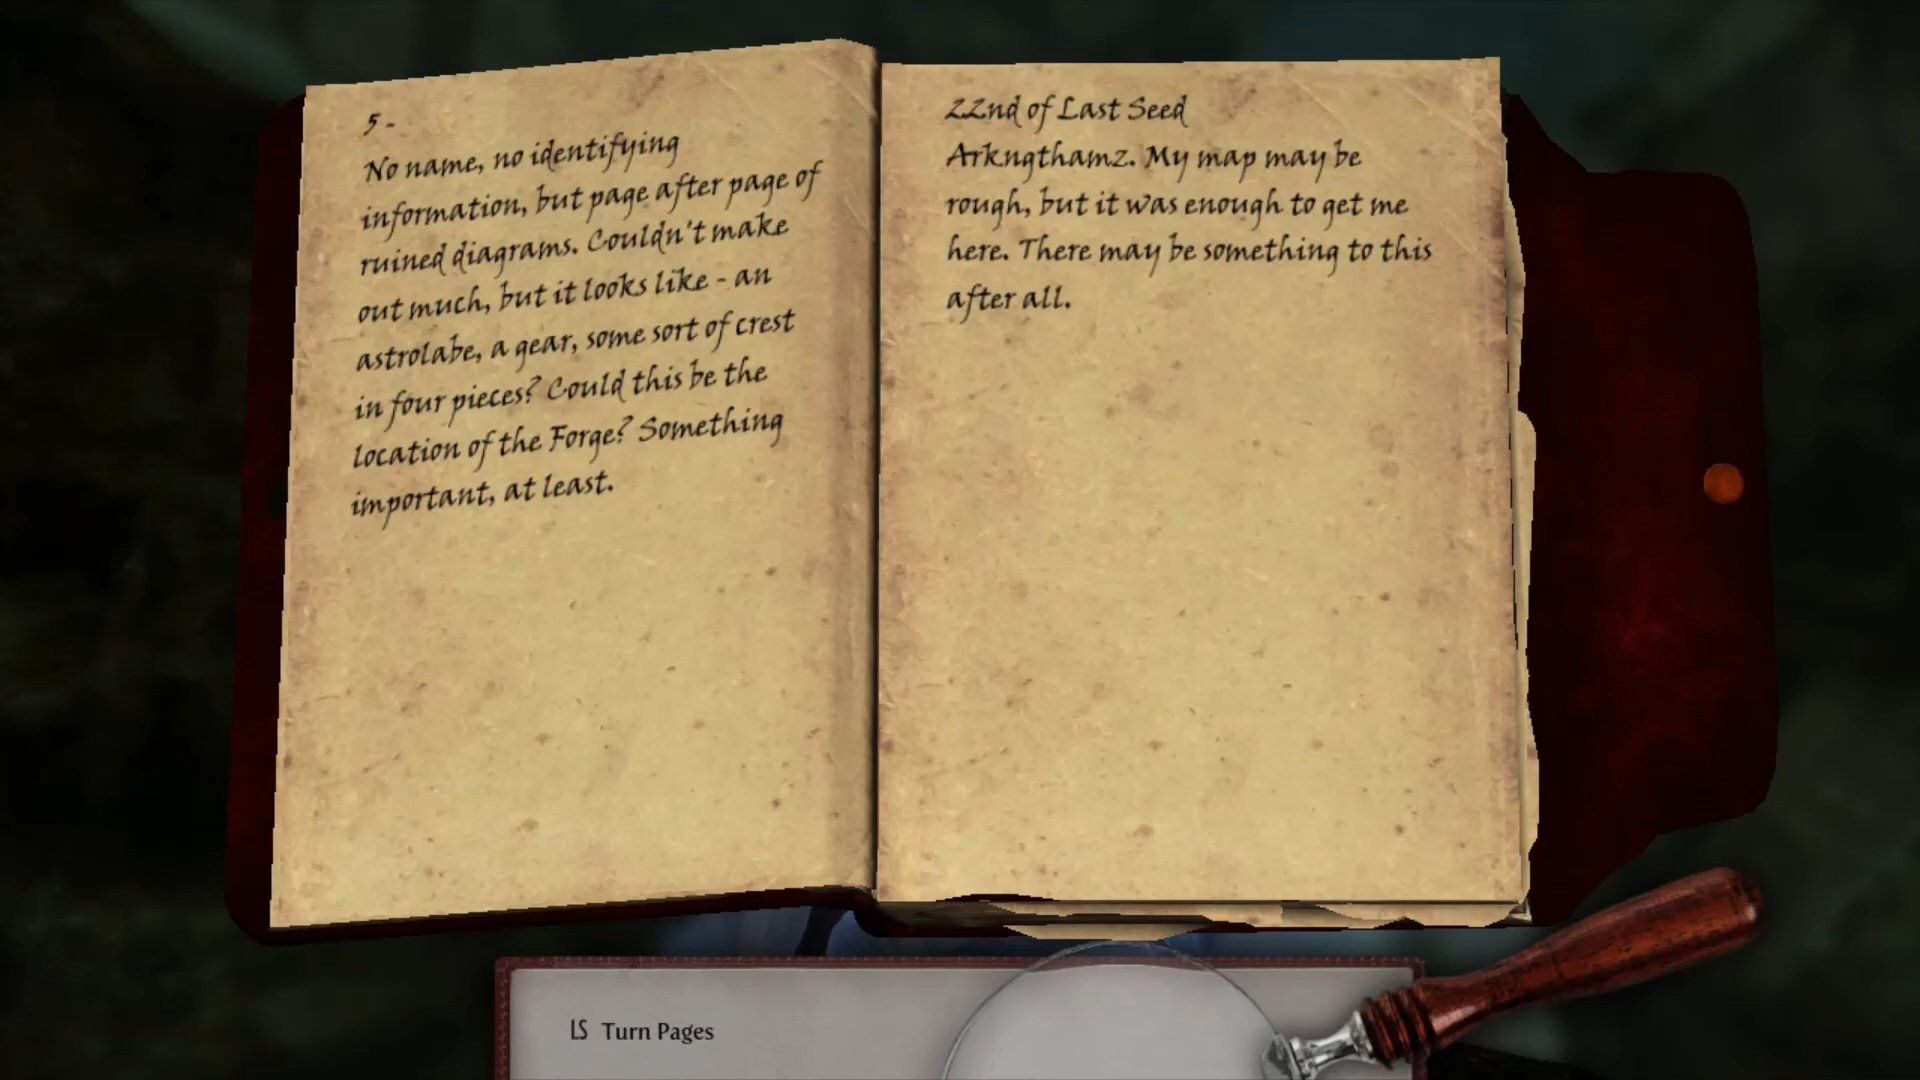 5 -
No name, no identifying
information, but page after page of
ruined diagrams. Couldn't make
out much, but it looks like - an
astrolabe, a gear, some sort of crest
in four pieces? Could this be the
location of the Forge? Something
important, at least.
22nd of Last Seed
Arkngthamz. My map may be
rough, but it was enough to get me
here. There may be something to this
after all.
LS Turn Pages